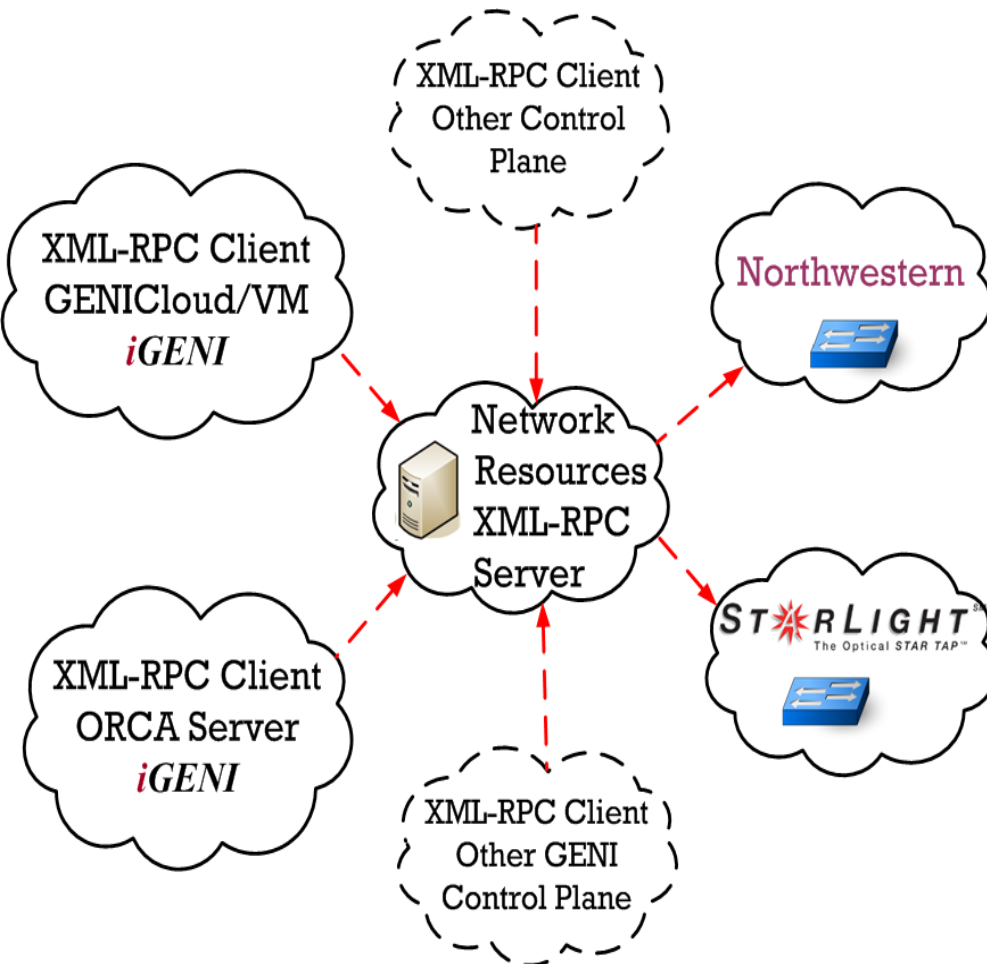 XML-RPC Client
Other Control
Plane
XML-RPC Client
GENICloud/VM
iGENI
Northwestern
Network
Resources
XML-RPC
Server
STARLIGHT
The Optical STAR TAP™
XML-RPC Client
ORCA Server
iGENI
XML-RPC Client
Other GENI
Control Plane